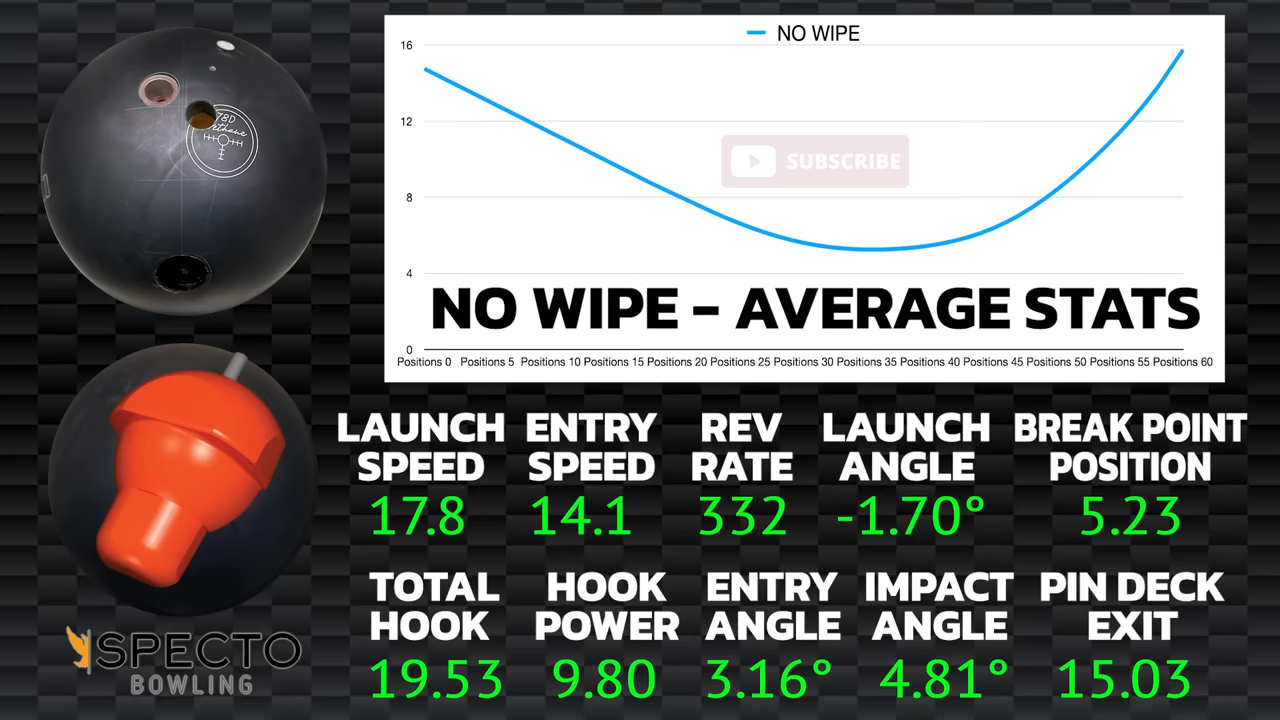 NO WIPE
16
12
8
4
0
SUBSCRIBE
NO WIPE – AVERAGE STATS
Positions 0 Positions 5 Positions 10 Positions 15 Positions 20 Positions 25 Positions 30 Positions 35 Positions 40 Positions 45 Positions 50 Positions 55 Positions 60
78D
LAUNCH SPEED
17.8
ENTRY SPEED
14.1
REV RATE
332
LAUNCH ANGLE
-1.70°
BREAK POINT POSITION
5.23
TOTAL HOOK
19.53
HOOK POWER
9.80
ENTRY ANGLE
3.16°
IMPACT ANGLE
4.81°
PIN DECK EXIT
15.03
SPECTO
BOWLING